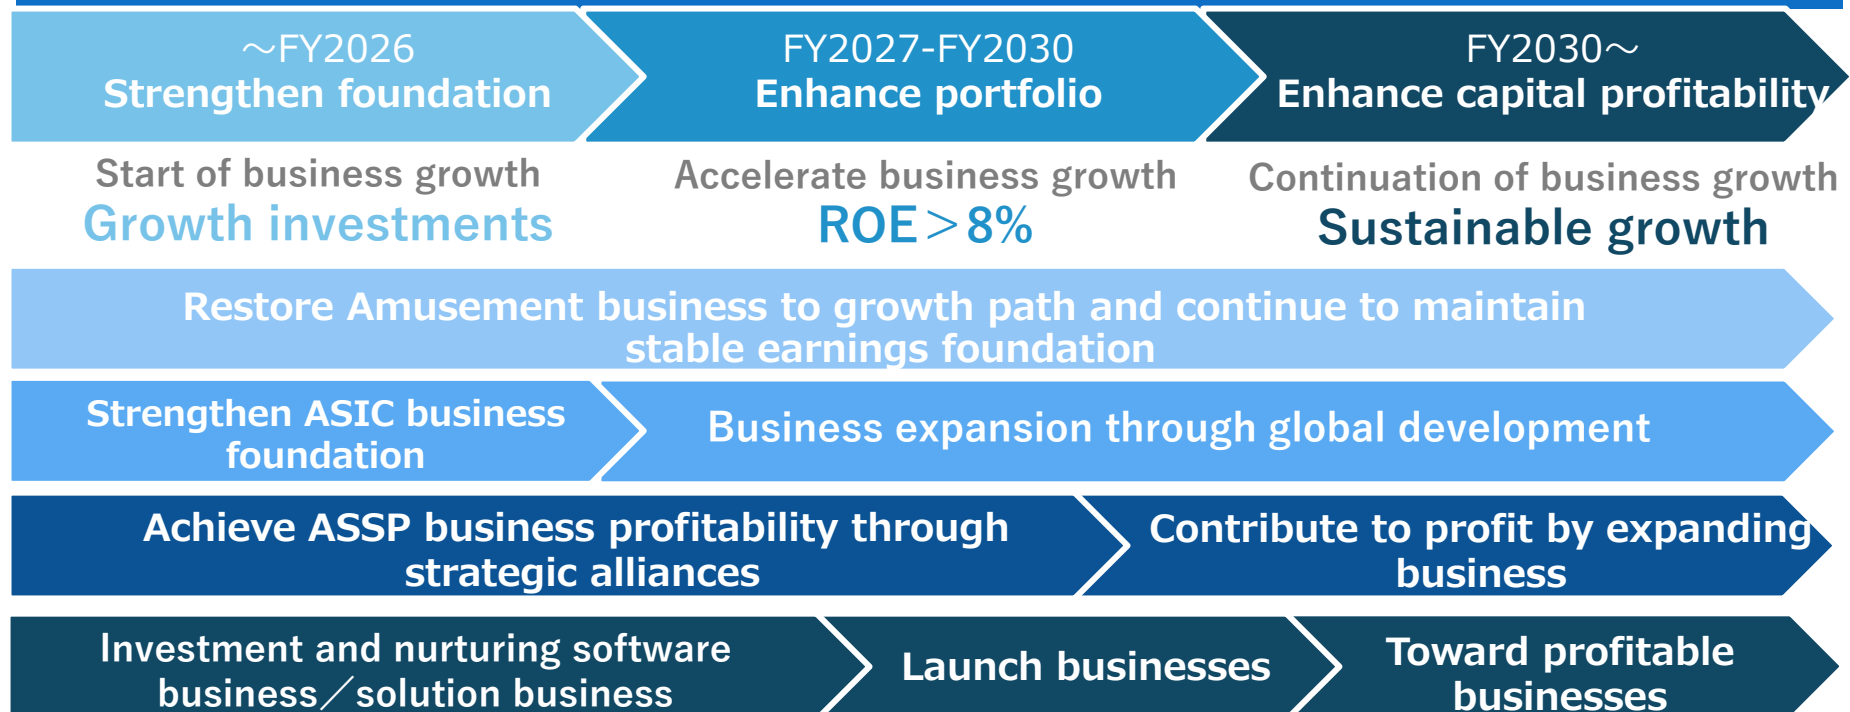 ～FY2026
Strengthen foundation
FY2027-FY2030
Enhance portfolio
FY2030～
Enhance capital profitability
Start of business growth
Growth investments
Accelerate business growth
ROE＞8%
Continuation of business growth
Sustainable growth
Restore Amusement business to growth path and continue to maintain
stable earnings foundation
Strengthen ASIC business
foundation
Business expansion through global development
Achieve ASSP business profitability through
strategic alliances
Contribute to profit by expanding
business
Investment and nurturing software
business／solution business
Launch businesses
Toward profitable
businesses